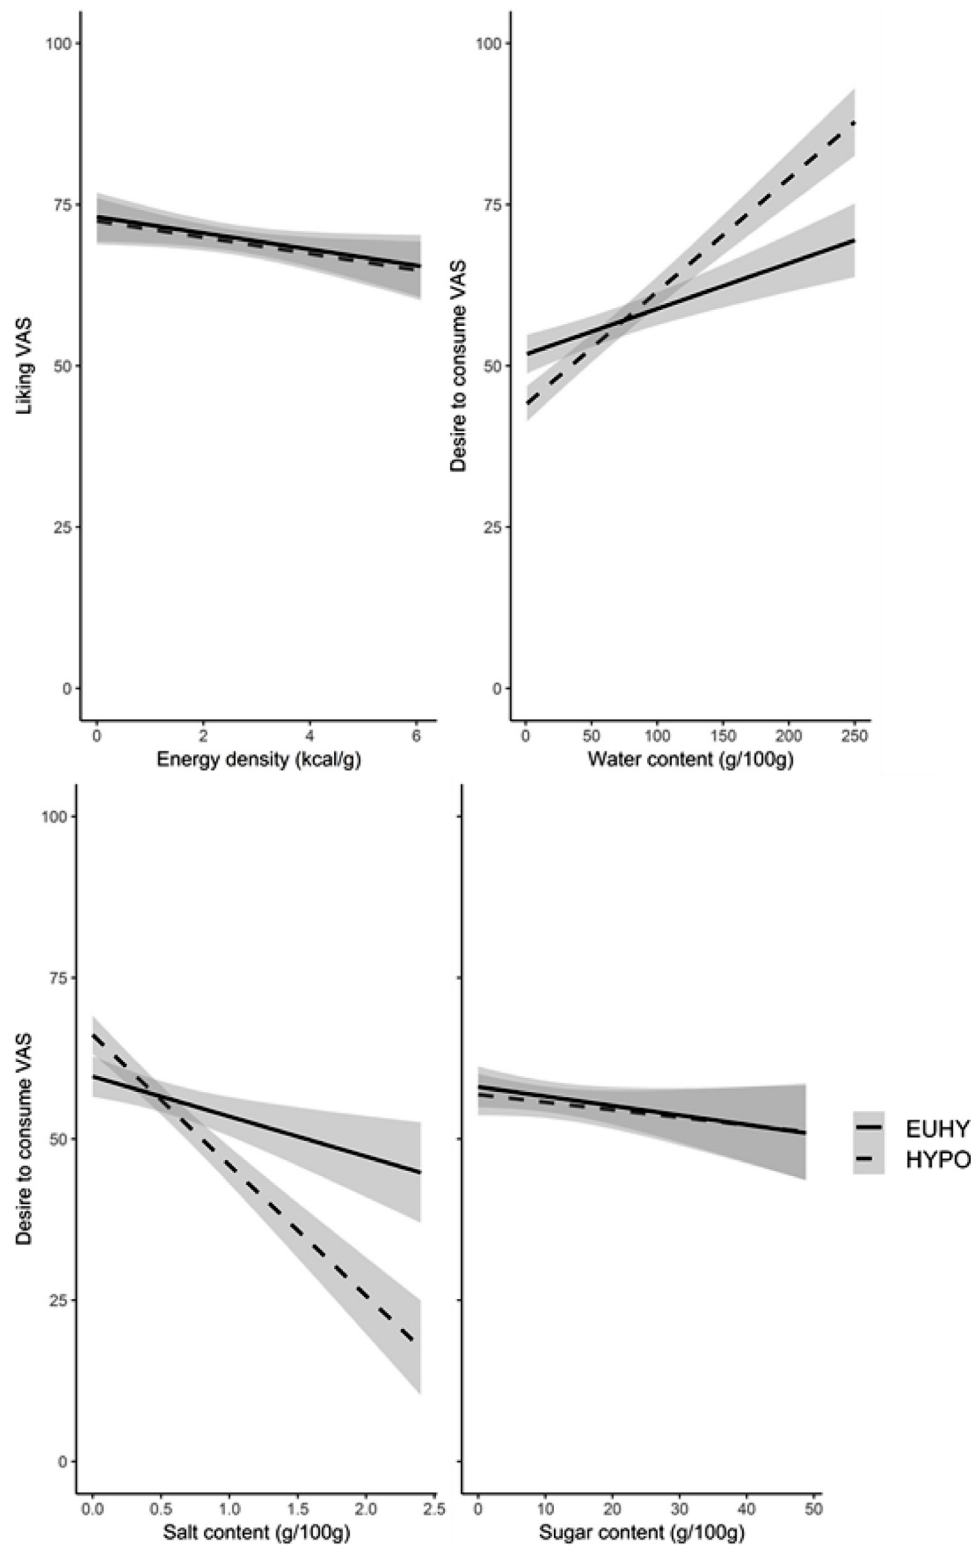 100
75
50
25
0
Liking VAS
0 2 4 6
Energy density (kcal/g)
100
75
50
25
0
Desire to consume VAS
0 50 100 150 200 250
Water content (g/100g)
100
75
50
25
0
Desire to consume VAS
0.0 0.5 1.0 1.5 2.0 2.5
Salt content (g/100g)
0 10 20 30 40 50
Sugar content (g/100g)
EUHY
HYPO